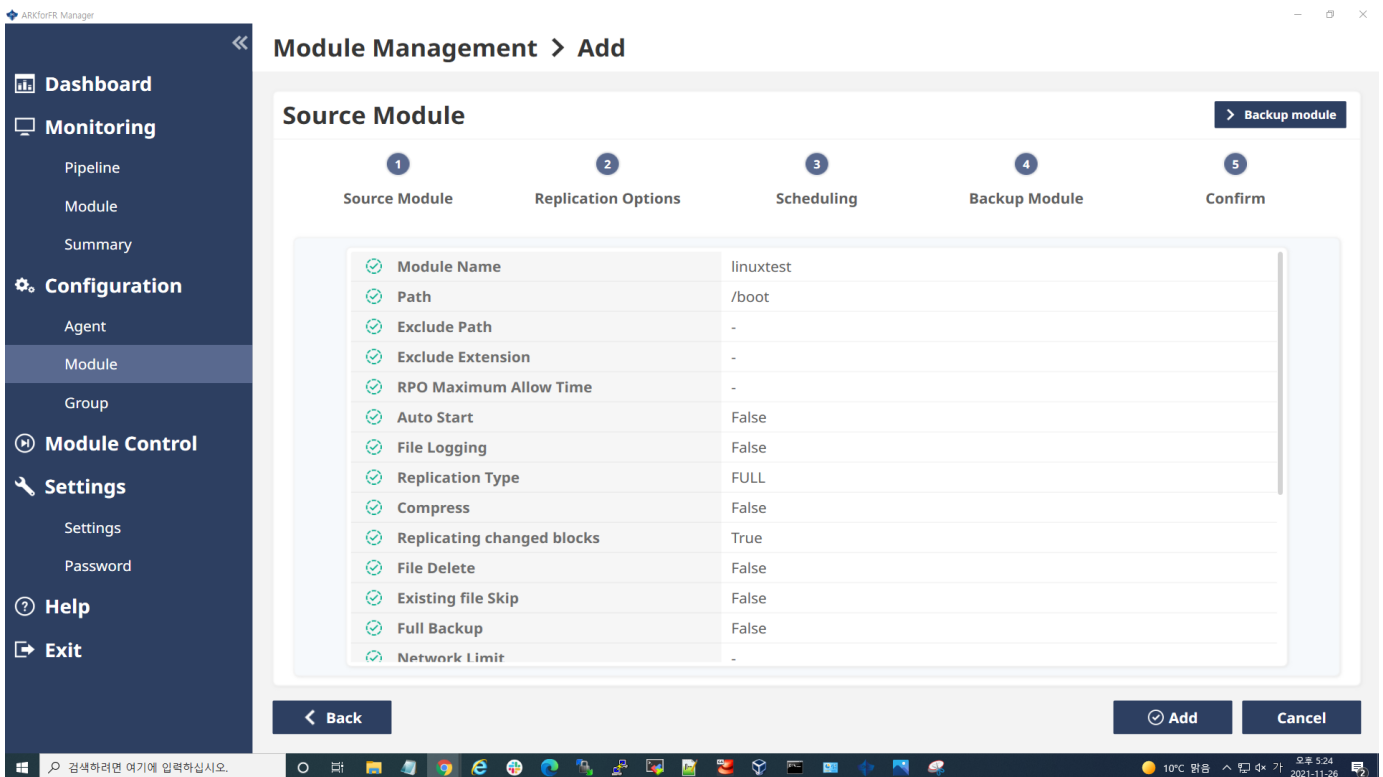 ARKforFR Manager
Module Management > Add
Dashboard
Monitoring
Pipeline
Module
Summary
Configuration
Agent
Module
Group
Module Control
Settings
Settings
Password
Help
Exit
Source Module
> Backup module
1 2 3 4 5
Source Module Replication Options Scheduling Backup Module Confirm
Module Name linuxtest
Path /boot
Exclude Path -
Exclude Extension -
RPO Maximum Allow Time -
Auto Start False
File Logging False
Replication Type FULL
Compress False
Replicating changed blocks True
File Delete False
Existing file Skip False
Full Backup False
Network Limit -
Back
Add
Cancel
검색하려면 여기에 입력하십시오.
10°C 맑음
가
오후 5:24
2021-11-26
2